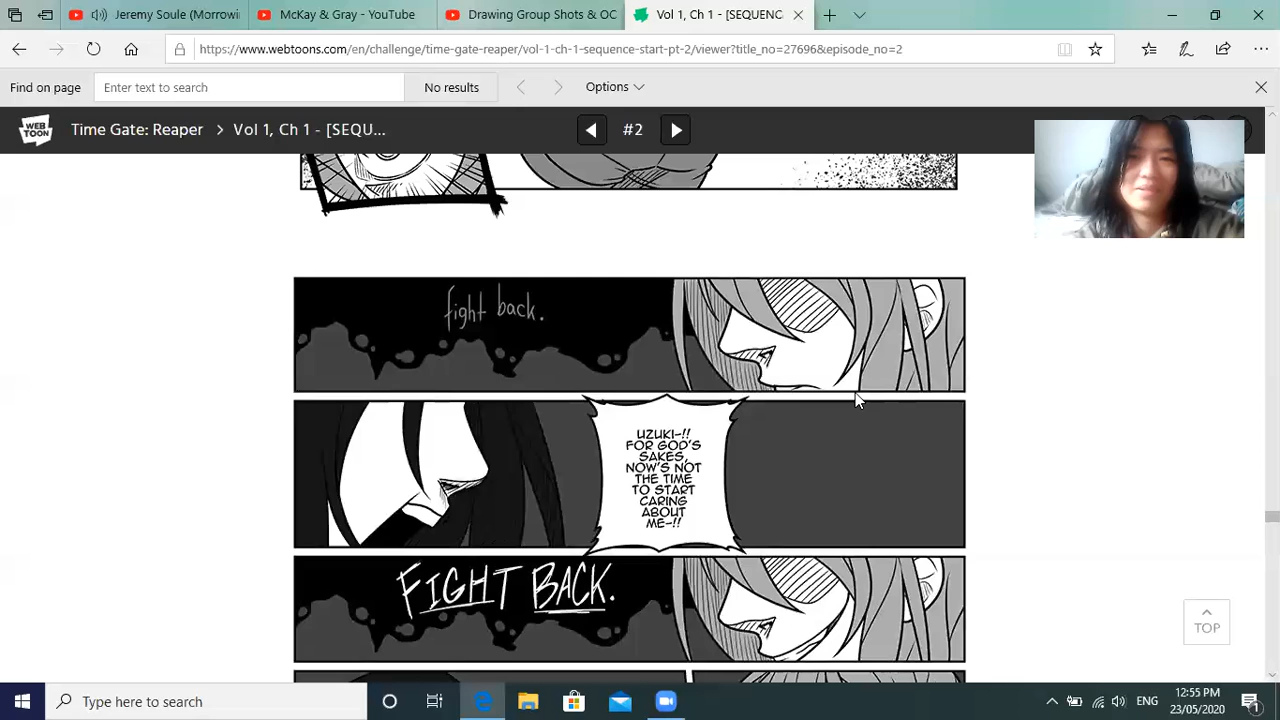 Jeremy Soule (Morrowi
McKay & Gray - YouTube
Drawing Group Shots & OC
Vol 1, Ch 1 - [SEQUENC
https://www.webtoons.com/en/challenge/time-gate-reaper/vol-1-ch-1-sequence-start-pt-2/viewer?title_no=27696&episode_no=2
Find on page
Enter text to search
No results
Options
WEB
TOON
Time Gate: Reaper
Vol 1, Ch 1 - [SEQU...
#2
fight back.
UZUKI-!!
FOR GOD'S
SAKES,
NOW'S NOT
THE TIME
TO START
CARING
ABOUT
ME-!!
FIGHT BACK.
TOP
Type here to search
ENG
12:55 PM
23/05/2020
1